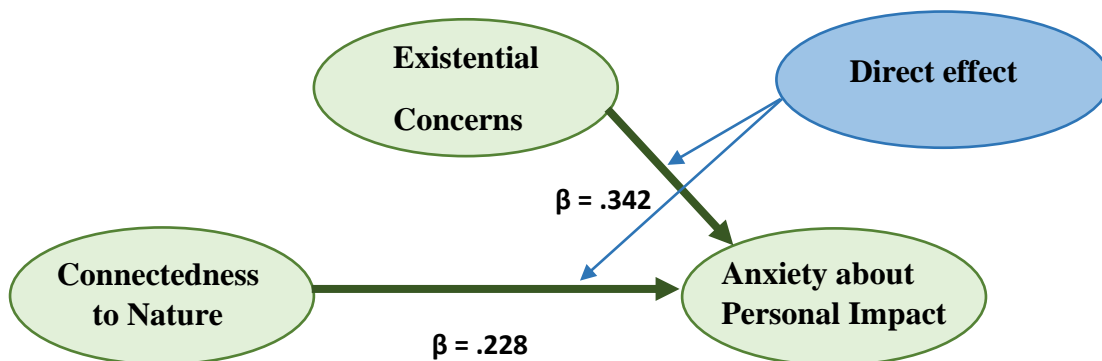 Existential
Concerns
Direct effect
β = .342
Connectedness
to Nature
Anxiety about
Personal Impact
β = .228